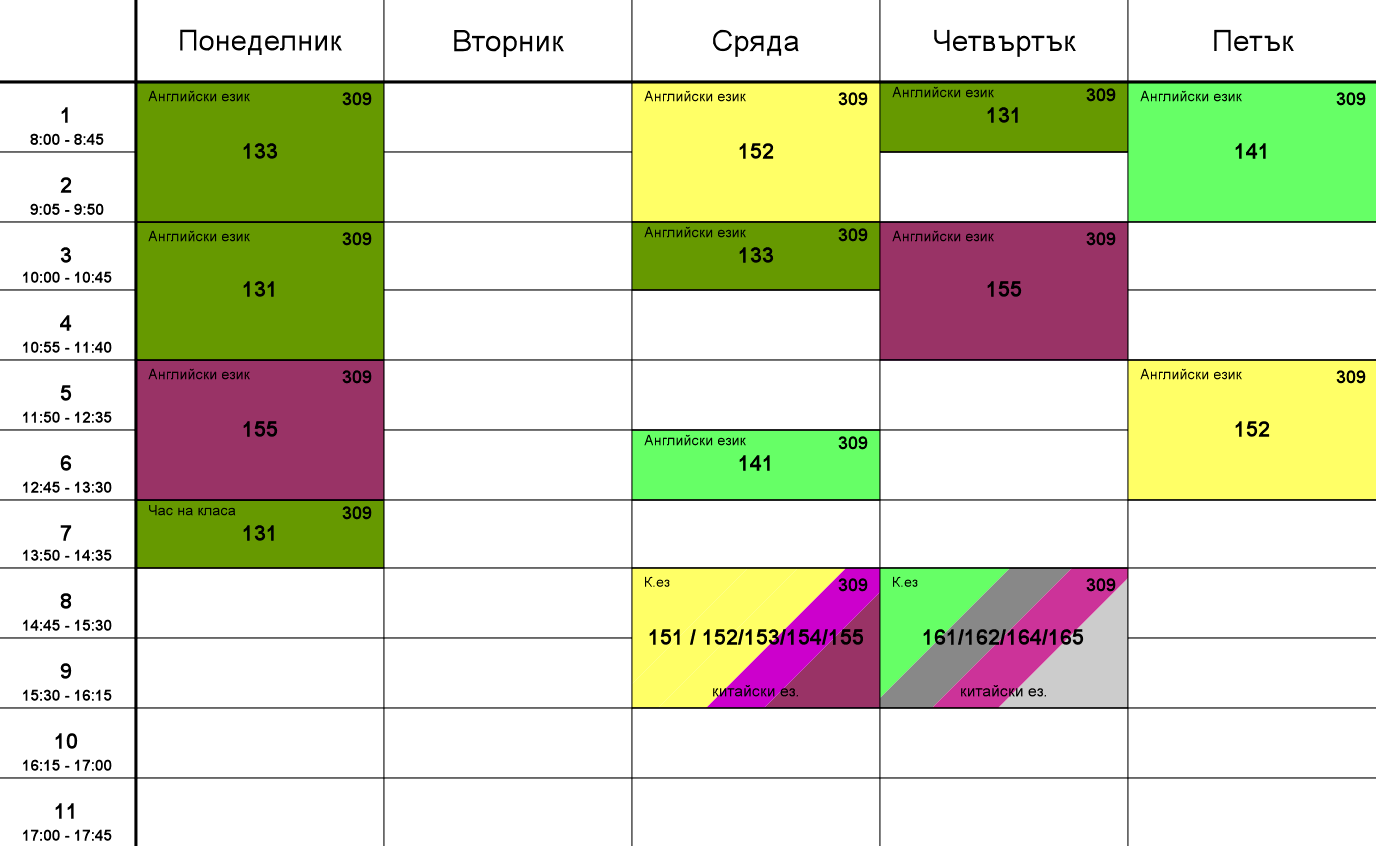 Понеделник
Вторник
Сряда
Четвъртък
Петък
1
8:00 - 8:45
Английски език 309
133
Английски език 309
152
Английски език 309
131
Английски език 309
141
2
9:05 - 9:50
3
10:00 - 10:45
Английски език 309
131
Английски език 309
133
Английски език 309
155
4
10:55 - 11:40
5
11:50 - 12:35
Английски език 309
155
Английски език 309
152
6
12:45 - 13:30
Английски език 309
141
7
13:50 - 14:35
Час на класа 309
131
8
14:45 - 15:30
К.ез 309
151 / 152/153/154/155
китайски ез.
К.ез 309
161/162/164/165
китайски ез.
9
15:30 - 16:15
10
16:15 - 17:00
11
17:00 - 17:45